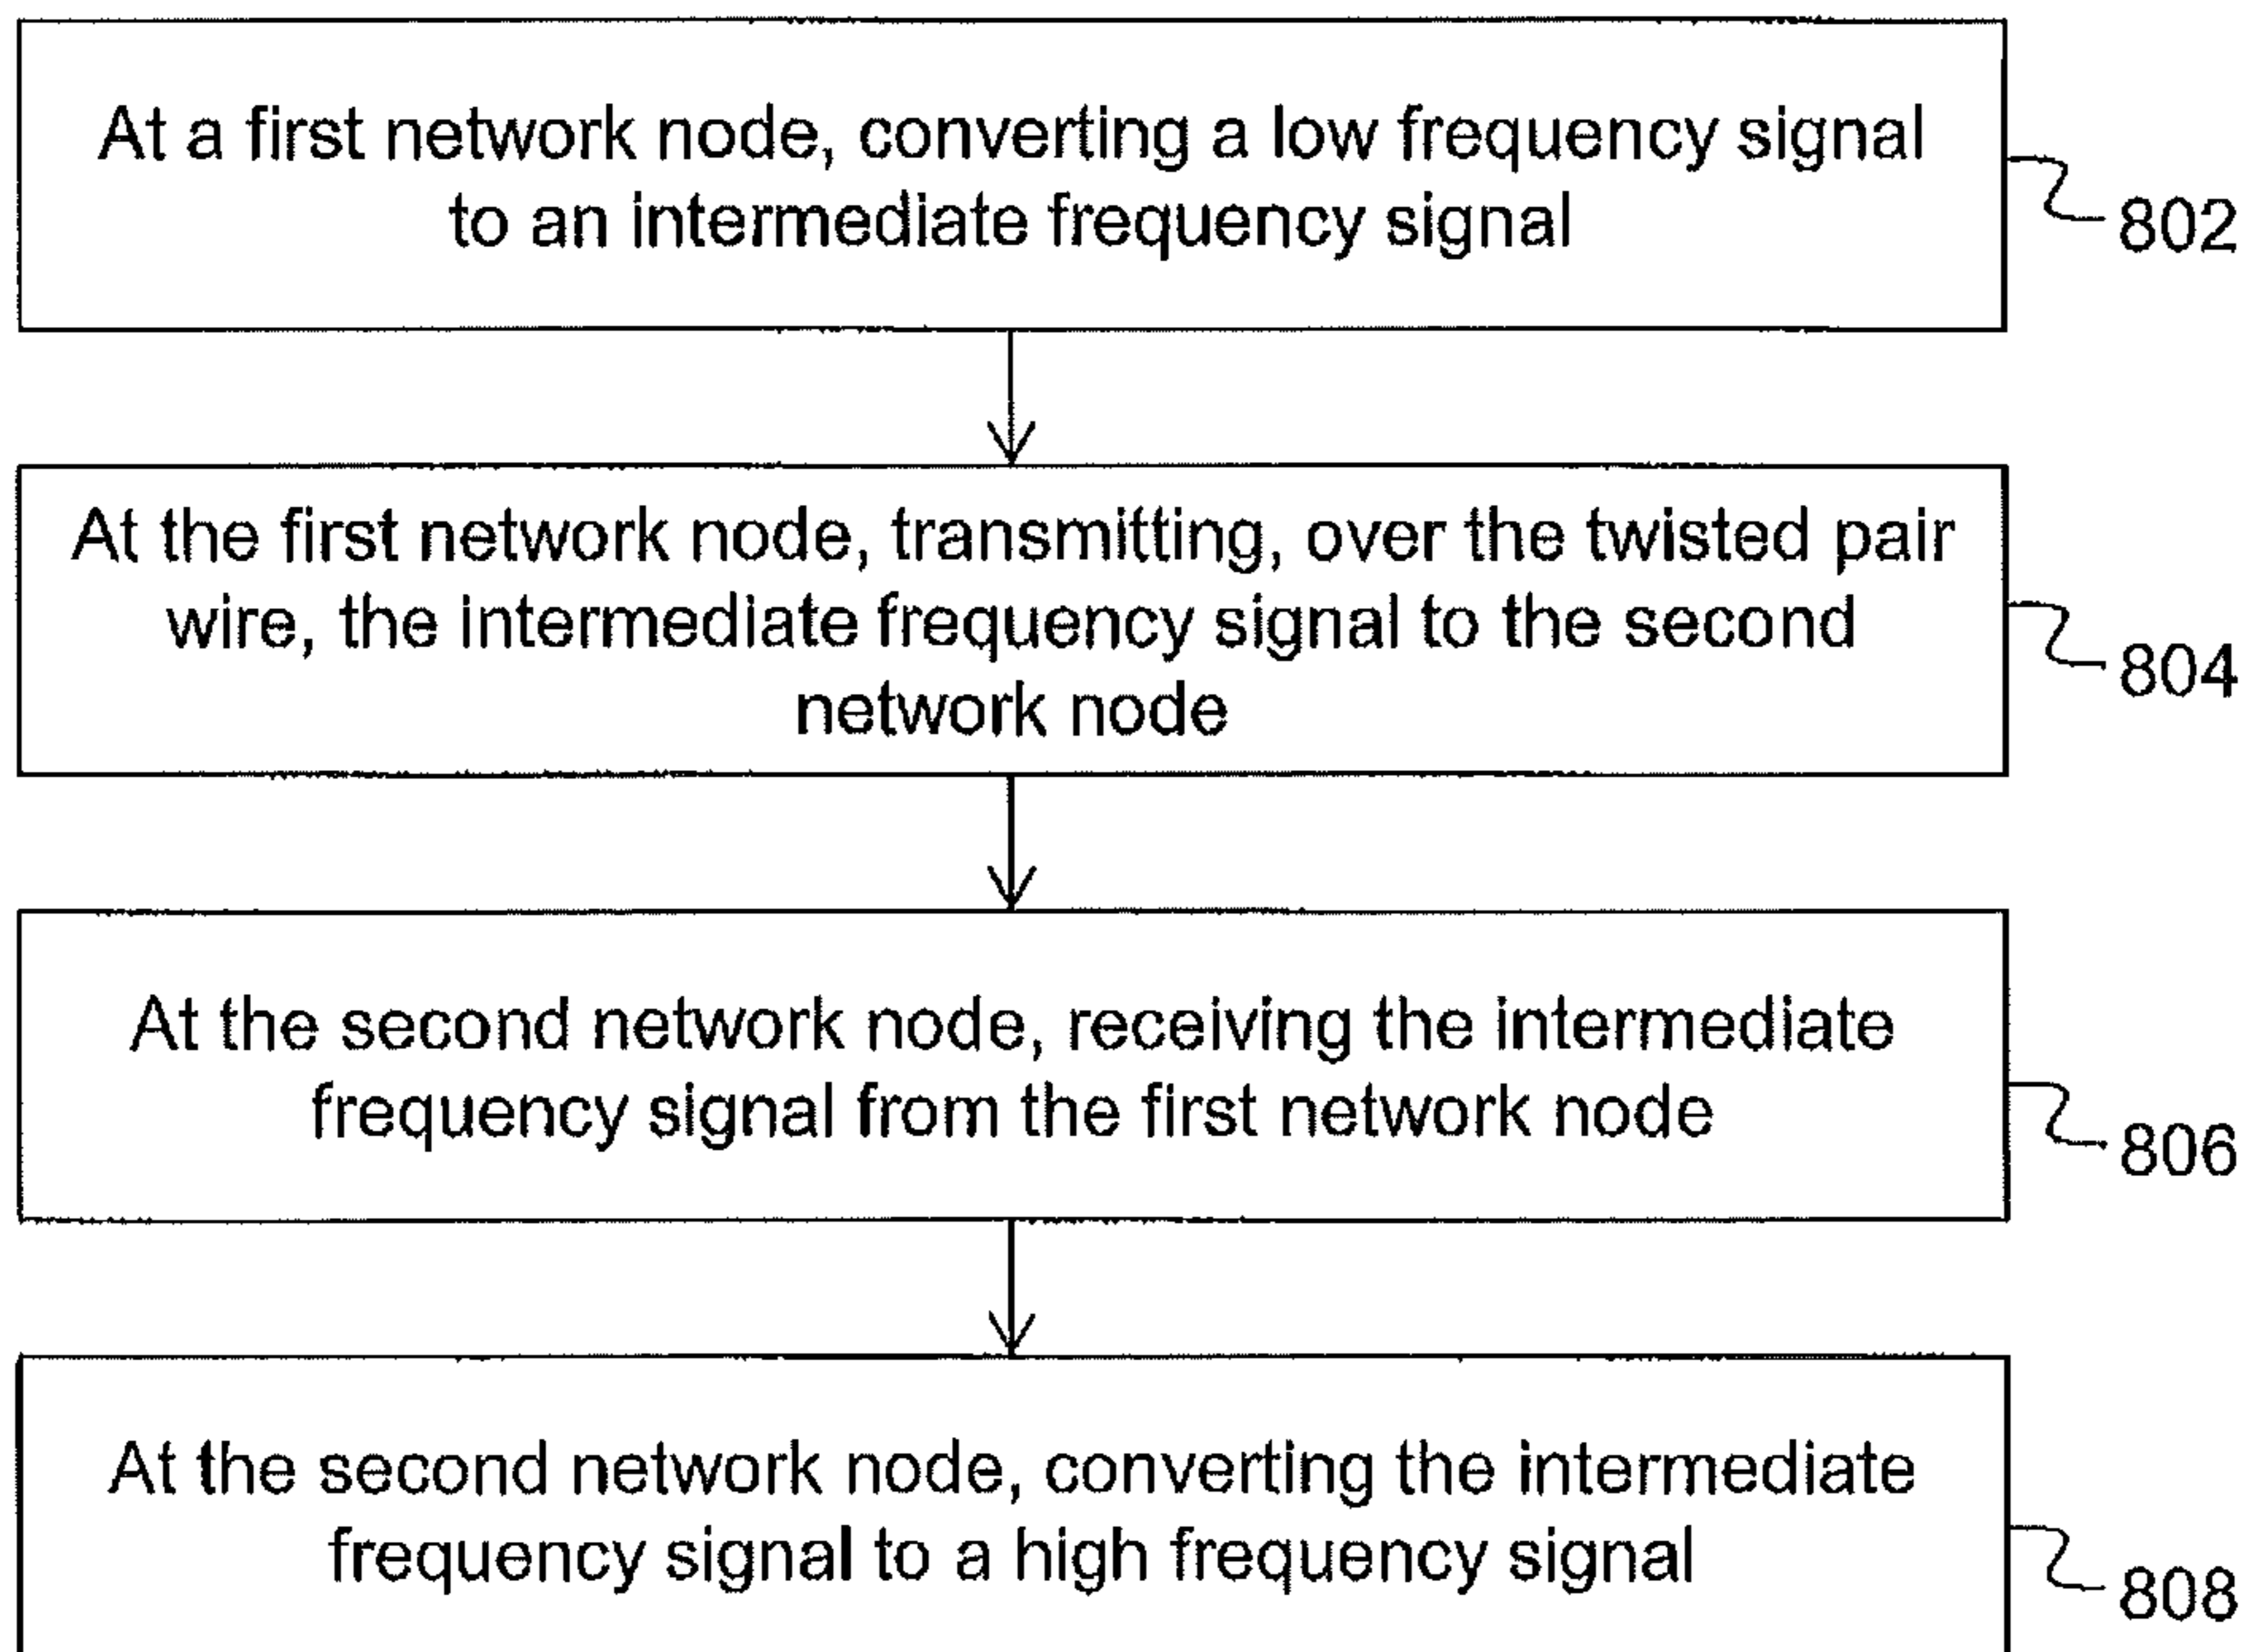 At a first network node, converting a low frequency signal
to an intermediate frequency signal
802
At the first network node, transmitting, over the twisted pair
wire, the intermediate frequency signal to the second
network node
804
At the second network node, receiving the intermediate
frequency signal from the first network node
806
At the second network node, converting the intermediate
frequency signal to a high frequency signal
808